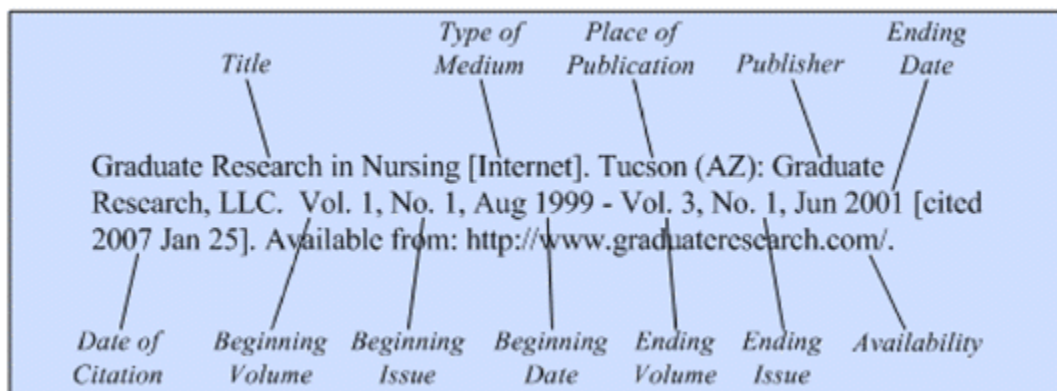 Type of Place of Ending
Title Medium Publication Publisher Date
Graduate Research in Nursing [Internet]. Tucson (AZ): Graduate
Research, LLC. Vol. 1, No. 1, Aug 1999 - Vol. 3, No. 1, Jun 2001 [cited
2007 Jan 25]. Available from: http://www.graduateresearch.com/.
Date of Beginning Beginning Beginning Ending Ending Availability
Citation Volume Issue Date Volume Issue